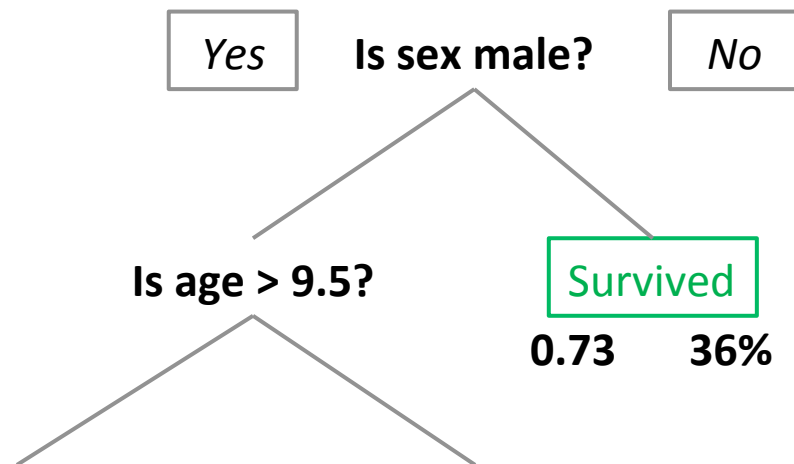 Yes Is sex male? No
Is age > 9.5? Survived
0.73 36%